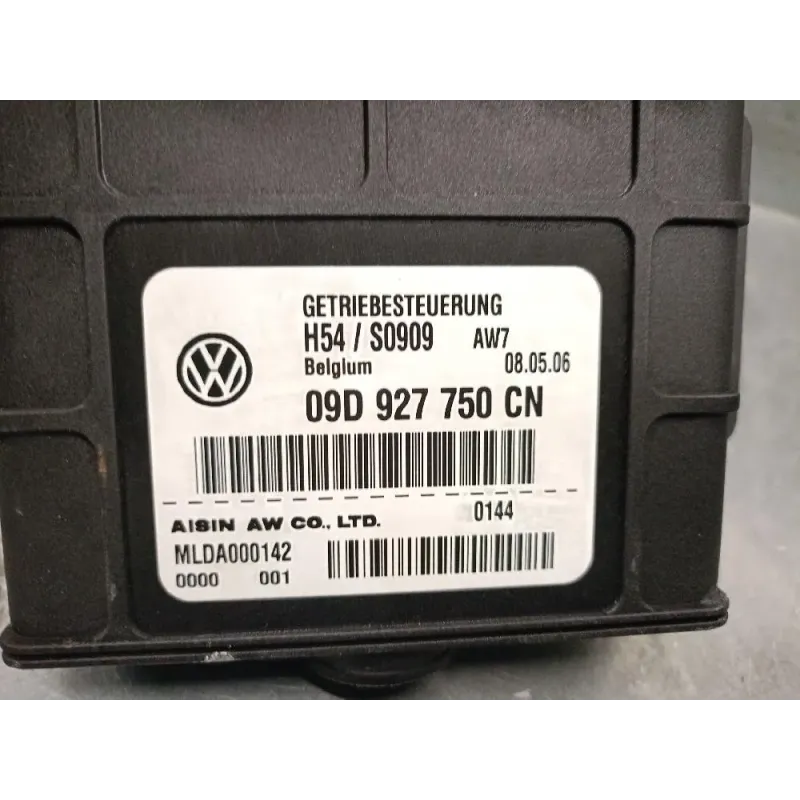 GETRIEBESTEUERUNG
H54 / S0909 AW7
Belgium 08.05.06
09D 927 750 CN
AISIN AW CO., LTD. 0144
MLDA000142
0000 001